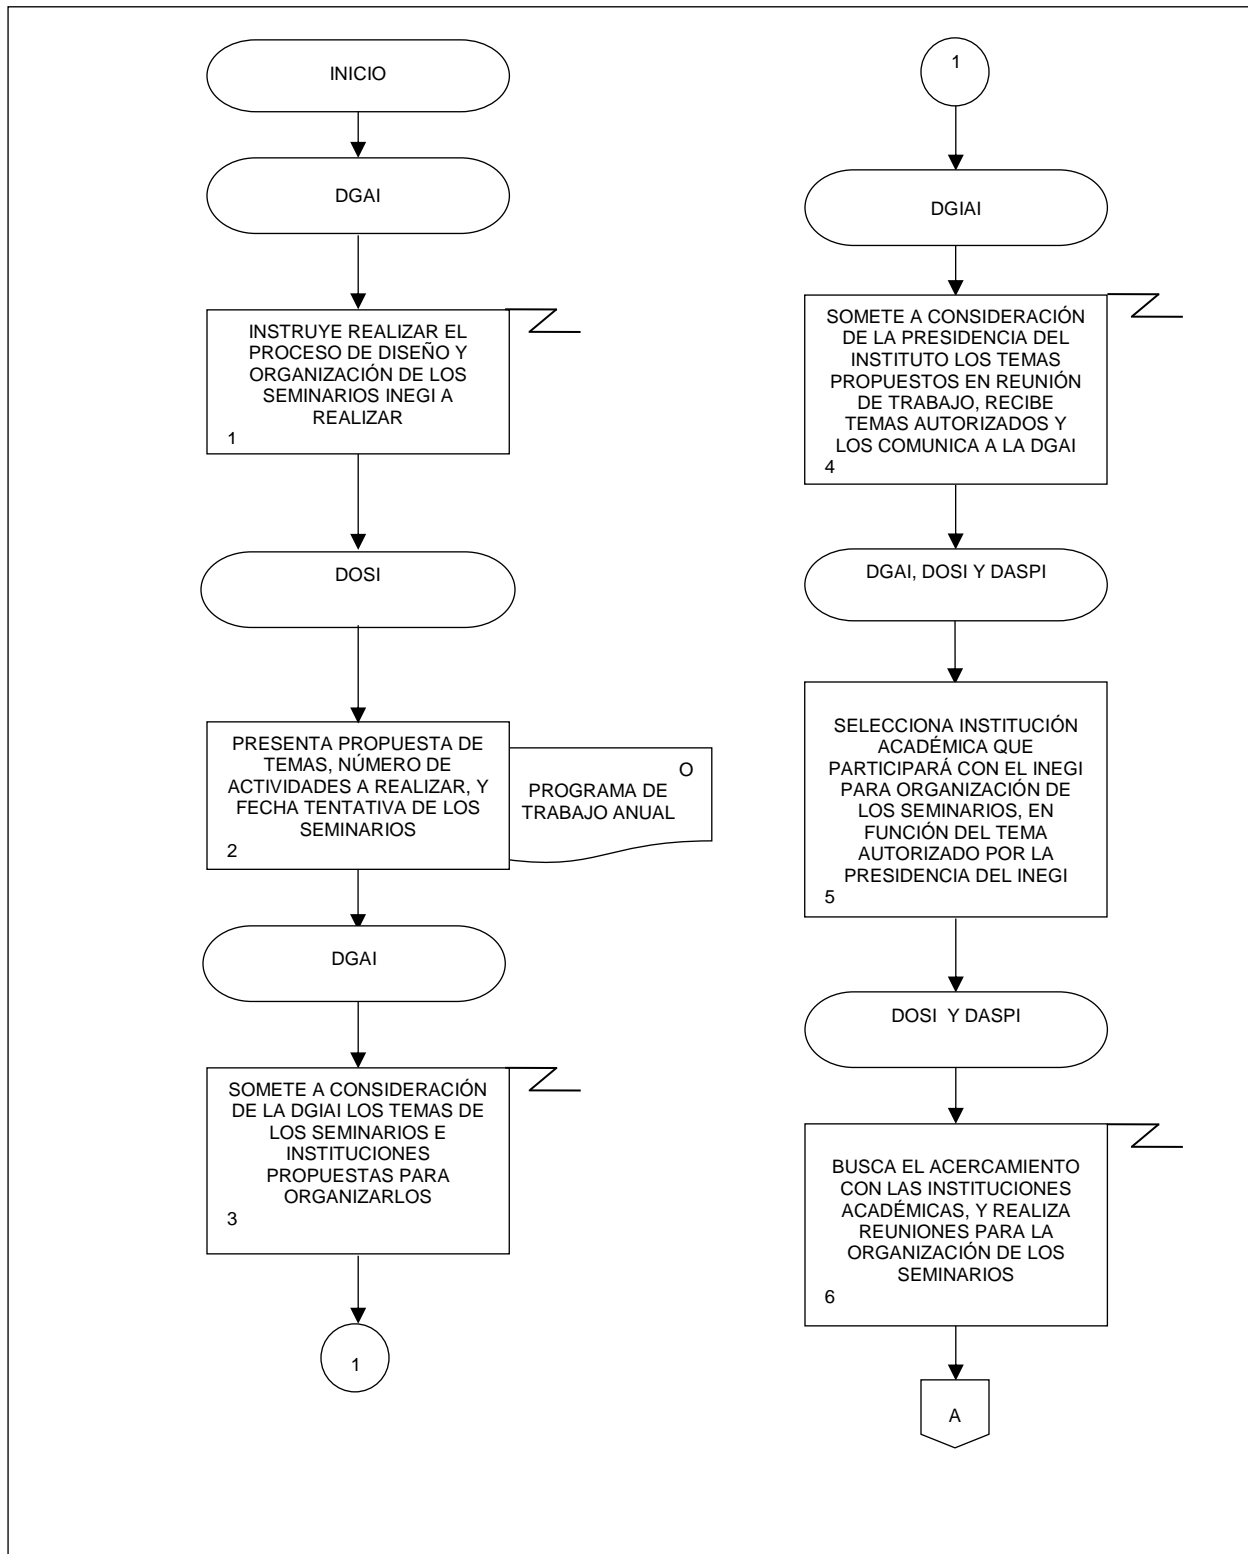 INICIO
DGAI
INSTRUYE REALIZAR EL
PROCESO DE DISEÑO Y
ORGANIZACIÓN DE LOS
SEMINARIOS INEGI A
REALIZAR
1
DOSI
PRESENTA PROPUESTA DE
TEMAS, NÚMERO DE
ACTIVIDADES A REALIZAR, Y
FECHA TENTATIVA DE LOS
SEMINARIOS
2
O
PROGRAMA DE
TRABAJO ANUAL
DGAI
SOMETE A CONSIDERACIÓN
DE LA DGIAI LOS TEMAS DE
LOS SEMINARIOS E
INSTITUCIONES
PROPUESTAS PARA
ORGANIZARLOS
3
1
1
DGIAI
SOMETE A CONSIDERACIÓN
DE LA PRESIDENCIA DEL
INSTITUTO LOS TEMAS
PROPUESTOS EN REUNIÓN
DE TRABAJO, RECIBE
TEMAS AUTORIZADOS Y
LOS COMUNICA A LA DGAI
4
DGAI, DOSI Y DASPI
SELECCIONA INSTITUCIÓN
ACADÉMICA QUE
PARTICIPARÁ CON EL INEGI
PARA ORGANIZACIÓN DE
LOS SEMINARIOS, EN
FUNCIÓN DEL TEMA
AUTORIZADO POR LA
PRESIDENCIA DEL INEGI
5
DOSI Y DASPI
BUSCA EL ACERCAMIENTO
CON LAS INSTITUCIONES
ACADÉMICAS, Y REALIZA
REUNIONES PARA LA
ORGANIZACIÓN DE LOS
SEMINARIOS
6
A